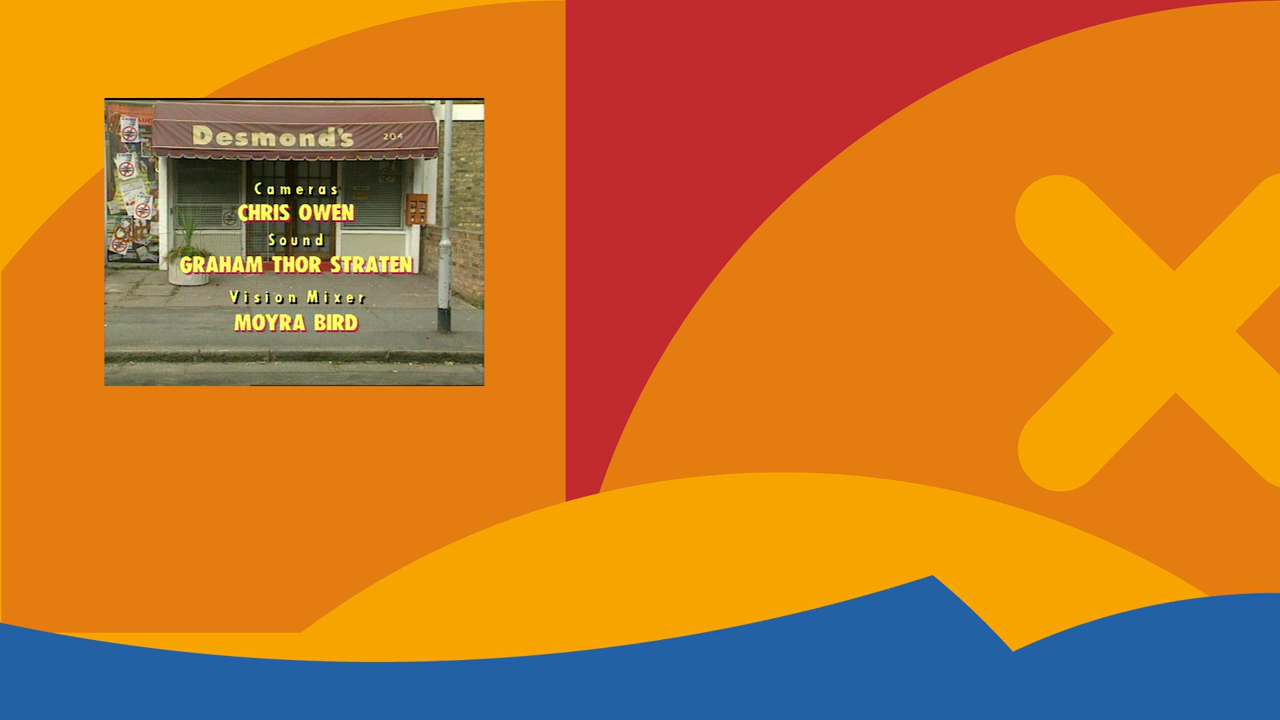 Desmond's 204
Cameras
CHRIS OWEN
Sound
GRAHAM THOR STRATEN
Vision Mixer
MOYRA BIRD